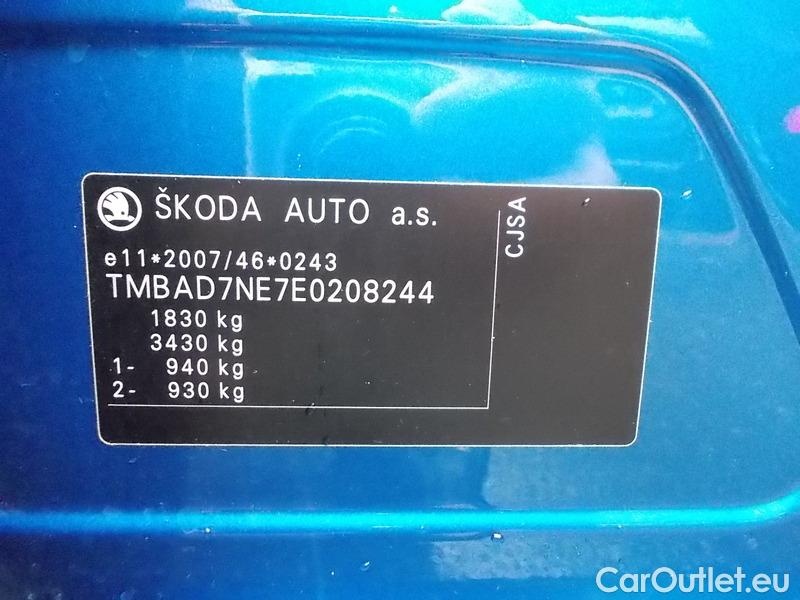 ŠKODA AUTO a.s.
e11*2007/46*0243
TMBAD7NE7E0208244
1830 kg
3430 kg
1- 940 kg
2- 930 kg
CJSA
CarOutlet.eu